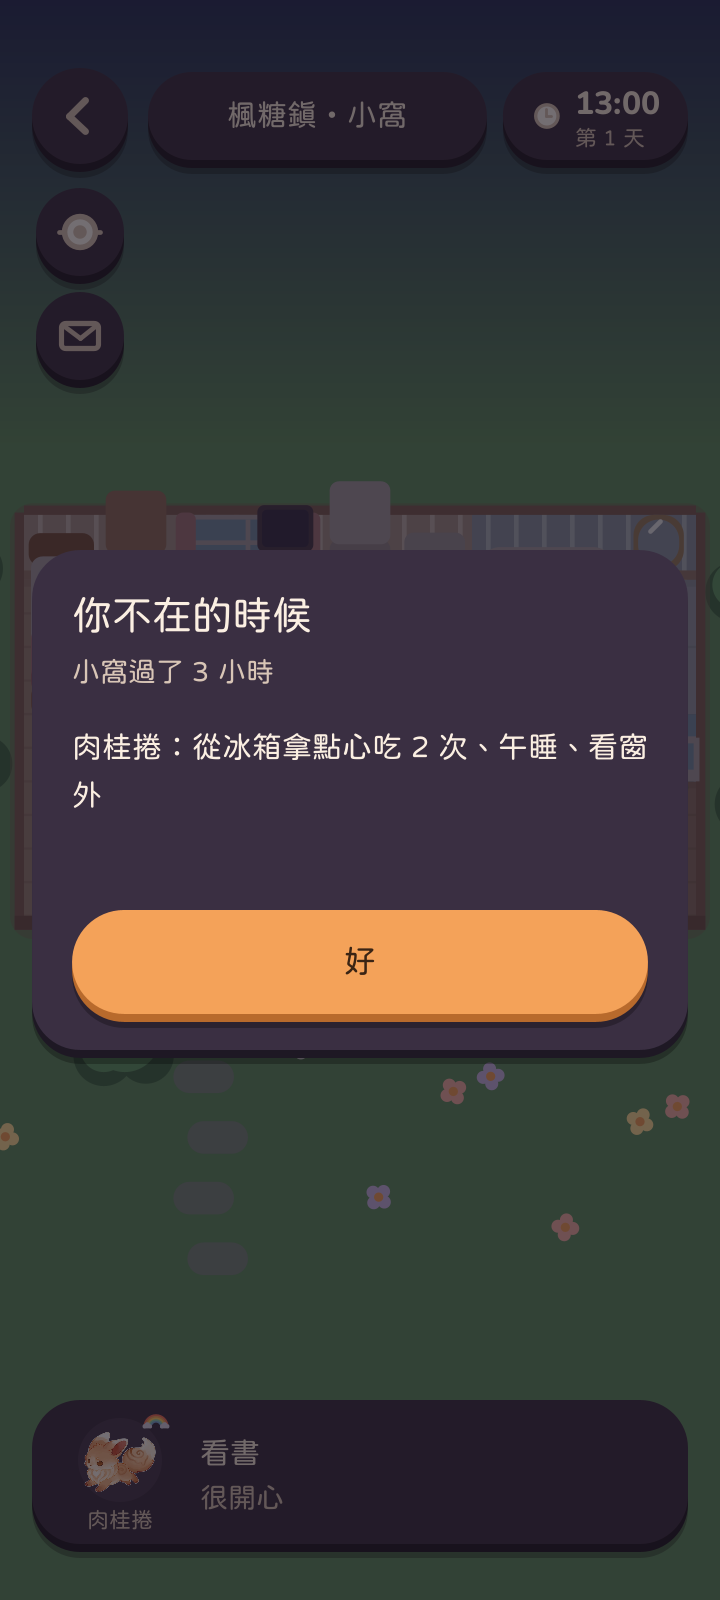 楓糖鎮・小窩
13:00
第 1 天
你不在的時候
小窩過了 3 小時
肉桂捲：從冰箱拿點心吃 2 次、午睡、看窗
外
好
看書
很開心
肉桂捲